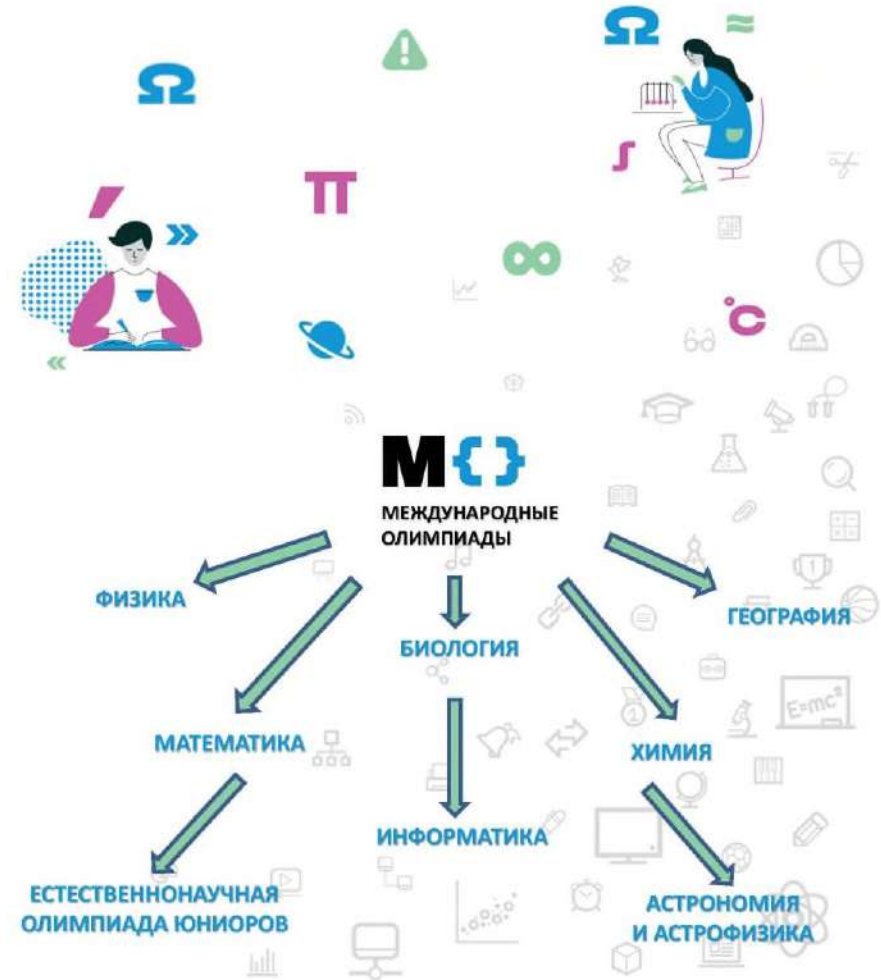 Ω
Ω
π
∫
∞
°C
М{ }
МЕЖДУНАРОДНЫЕ
ОЛИМПИАДЫ
ФИЗИКА
ГЕОГРАФИЯ
БИОЛОГИЯ
E=mc²
МАТЕМАТИКА
ХИМИЯ
ИНФОРМАТИКА
ЕСТЕСТВЕННОНАУЧНАЯ
ОЛИМПИАДА ЮНИОРОВ
АСТРОНОМИЯ
И АСТРОФИЗИКА